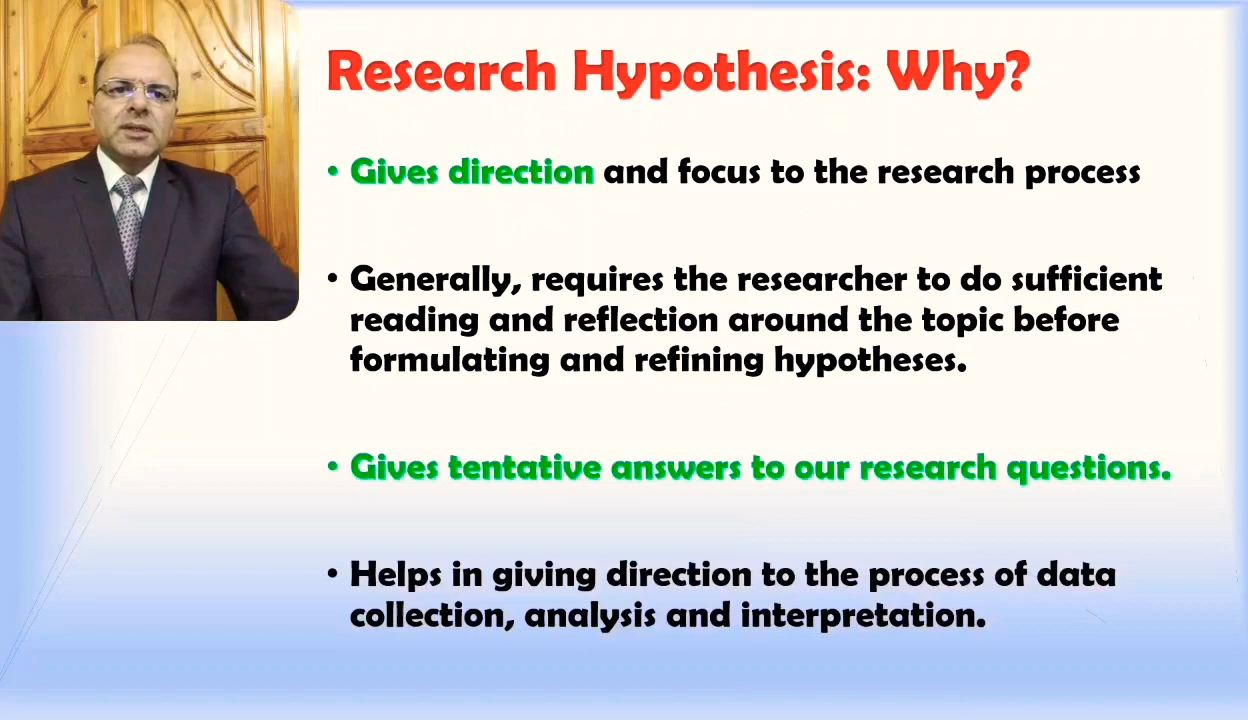 Research Hypothesis: Why?
• Gives direction and focus to the research process
• Generally, requires the researcher to do sufficient
reading and reflection around the topic before
formulating and refining hypotheses.
• Gives tentative answers to our research questions.
• Helps in giving direction to the process of data
collection, analysis and interpretation.